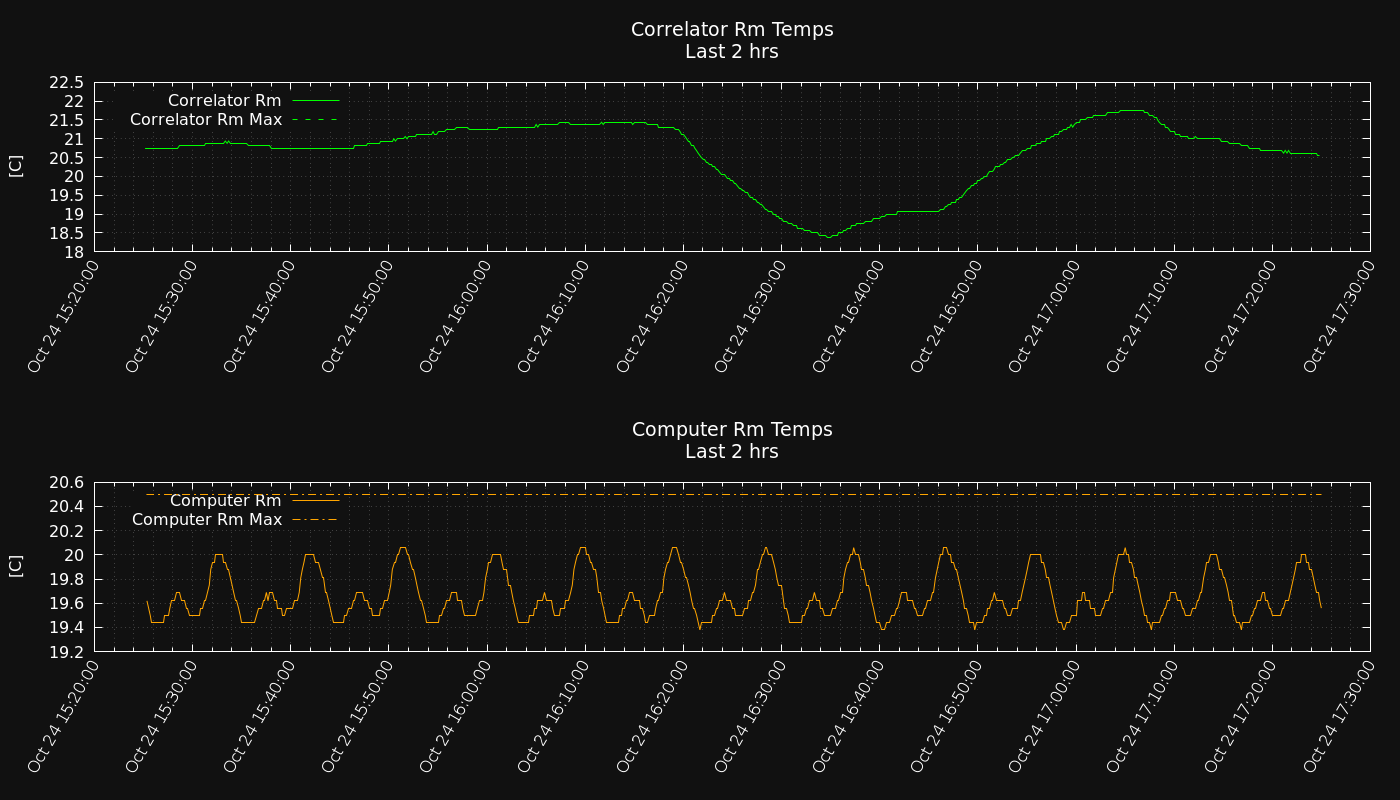 Correlator Rm Temps
Last 2 hrs
22.5
22
21.5
21
20.5
20
19.5
19
18.5
18
[C]
Correlator Rm
Correlator Rm Max
Oct 24 15:20:00
Oct 24 15:30:00
Oct 24 15:40:00
Oct 24 15:50:00
Oct 24 16:00:00
Oct 24 16:10:00
Oct 24 16:20:00
Oct 24 16:30:00
Oct 24 16:40:00
Oct 24 16:50:00
Oct 24 17:00:00
Oct 24 17:10:00
Oct 24 17:20:00
Oct 24 17:30:00
Computer Rm Temps
Last 2 hrs
20.6
20.4
20.2
20
19.8
19.6
19.4
19.2
[C]
Computer Rm
Computer Rm Max
Oct 24 15:20:00
Oct 24 15:30:00
Oct 24 15:40:00
Oct 24 15:50:00
Oct 24 16:00:00
Oct 24 16:10:00
Oct 24 16:20:00
Oct 24 16:30:00
Oct 24 16:40:00
Oct 24 16:50:00
Oct 24 17:00:00
Oct 24 17:10:00
Oct 24 17:20:00
Oct 24 17:30:00